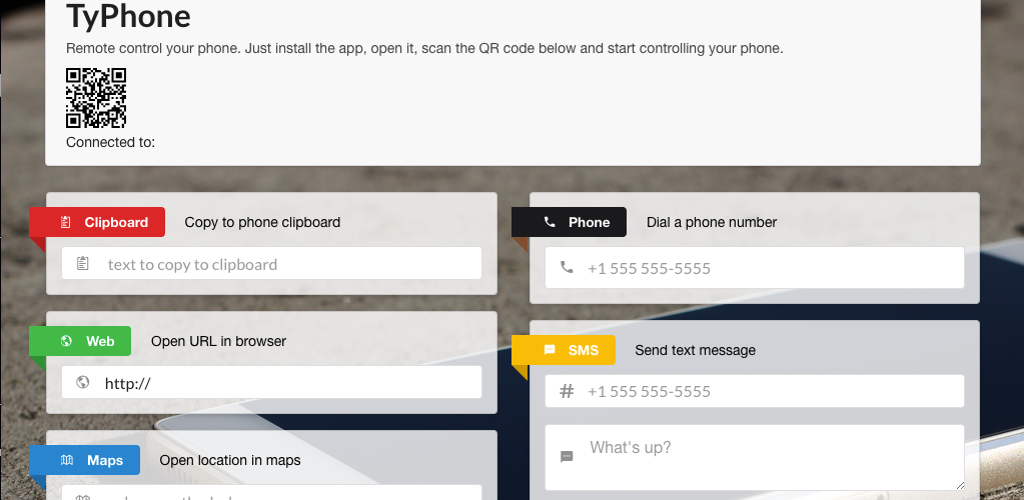 TyPhone
Remote control your phone. Just install the app, open it, scan the QR code below and start controlling your phone.
Connected to:
Clipboard Copy to phone clipboard
text to copy to clipboard
Web Open URL in browser
http://
Maps Open location in maps
Phone Dial a phone number
+1 555 555-5555
SMS Send text message
+1 555 555-5555
What's up?